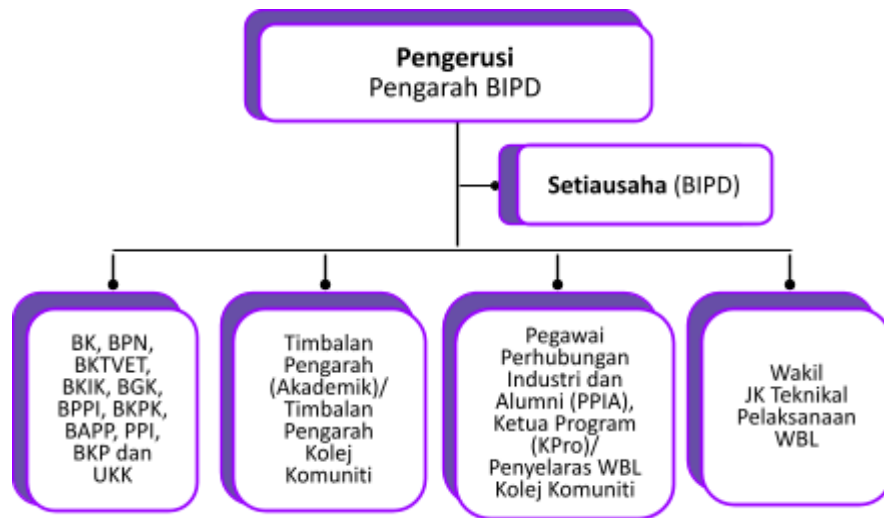 Pengerusi
Pengarah BIPD
Setiausaha (BIPD)
BK, BPN,
BKTVET,
BKIK, BGK,
BPPI, BKPK,
BAPP, PPI,
BKP dan
UKK
Timbalan
Pengarah
(Akademik)/
Timbalan
Pengarah
Kolej
Komuniti
Pegawai
Perhubungan
Industri dan
Alumni (PPIA),
Ketua Program
(KPro)/
Penyelaras WBL
Kolej Komuniti
Wakil
JK Teknikal
Pelaksanaan
WBL